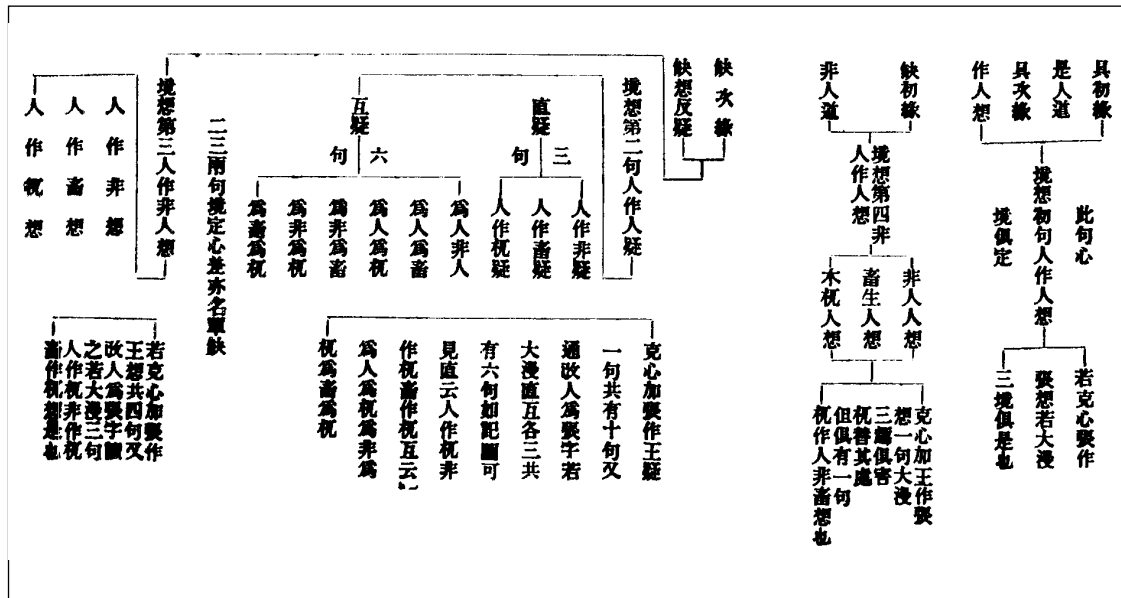 具初緣
是人道
具次緣
作人想
境想初句人作人想
此句心
境俱定
若克心張作
張想若大漫
三境俱是也
缺初緣
非人道
境想第四非
人作人想
非人人想
畜生人想
木杌人想
克心加王作張
想一句大漫
三趣俱害
杌替其處
但俱有一句
杌作人非畜想也
缺次緣
缺想反疑
境想第二句人作人疑
直疑
三
句
人作非疑
人作畜疑
人作杌疑
互疑
六
句
為人非人
為人為畜
為人為杌
為非為畜
為非為杌
為畜為杌
克心加張作王疑
一句共有十句又
通改人為張字若
大漫直互各三共
有六句如記圖可
見直云人作杌非
作杌畜作杌互云
為人為杌為非為
杌為畜為杌
二三兩句境定心差亦名單缺
境想第三人作非人想
人作非想
人作畜想
人作杌想
若克心加張作
王想共四句又
改人為張字讀
之若大漫三句
人作杌非作杌
畜作杌想是也